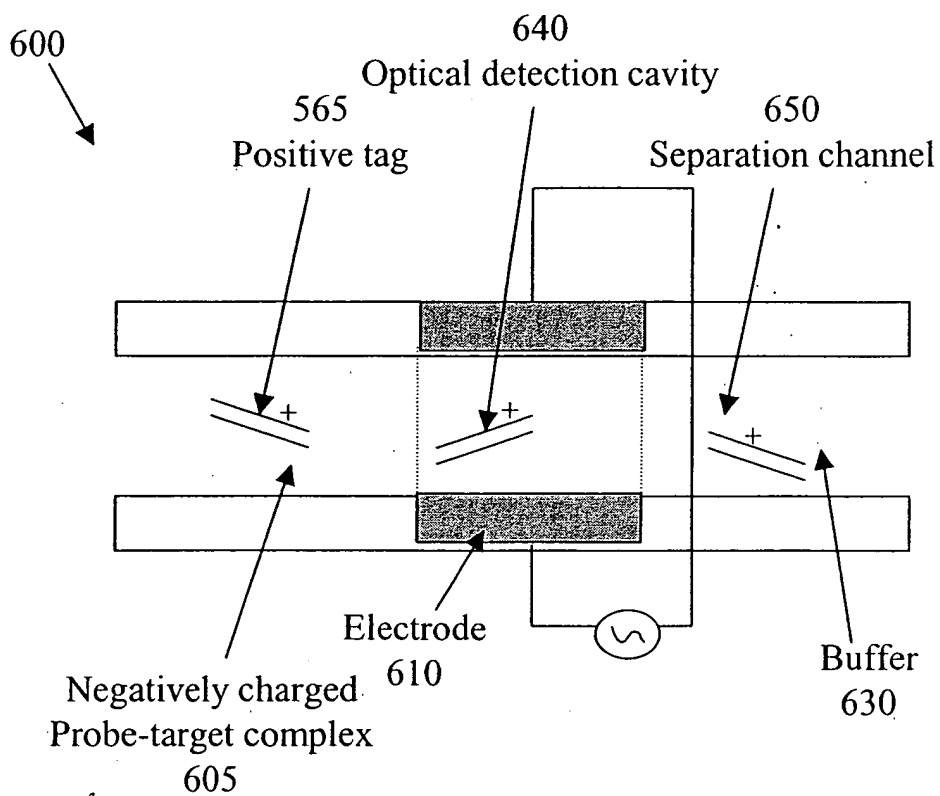 600
640
Optical detection cavity
565
Positive tag
650
Separation channel
+
+
+
Electrode
610
Buffer
630
Negatively charged
Probe-target complex
605